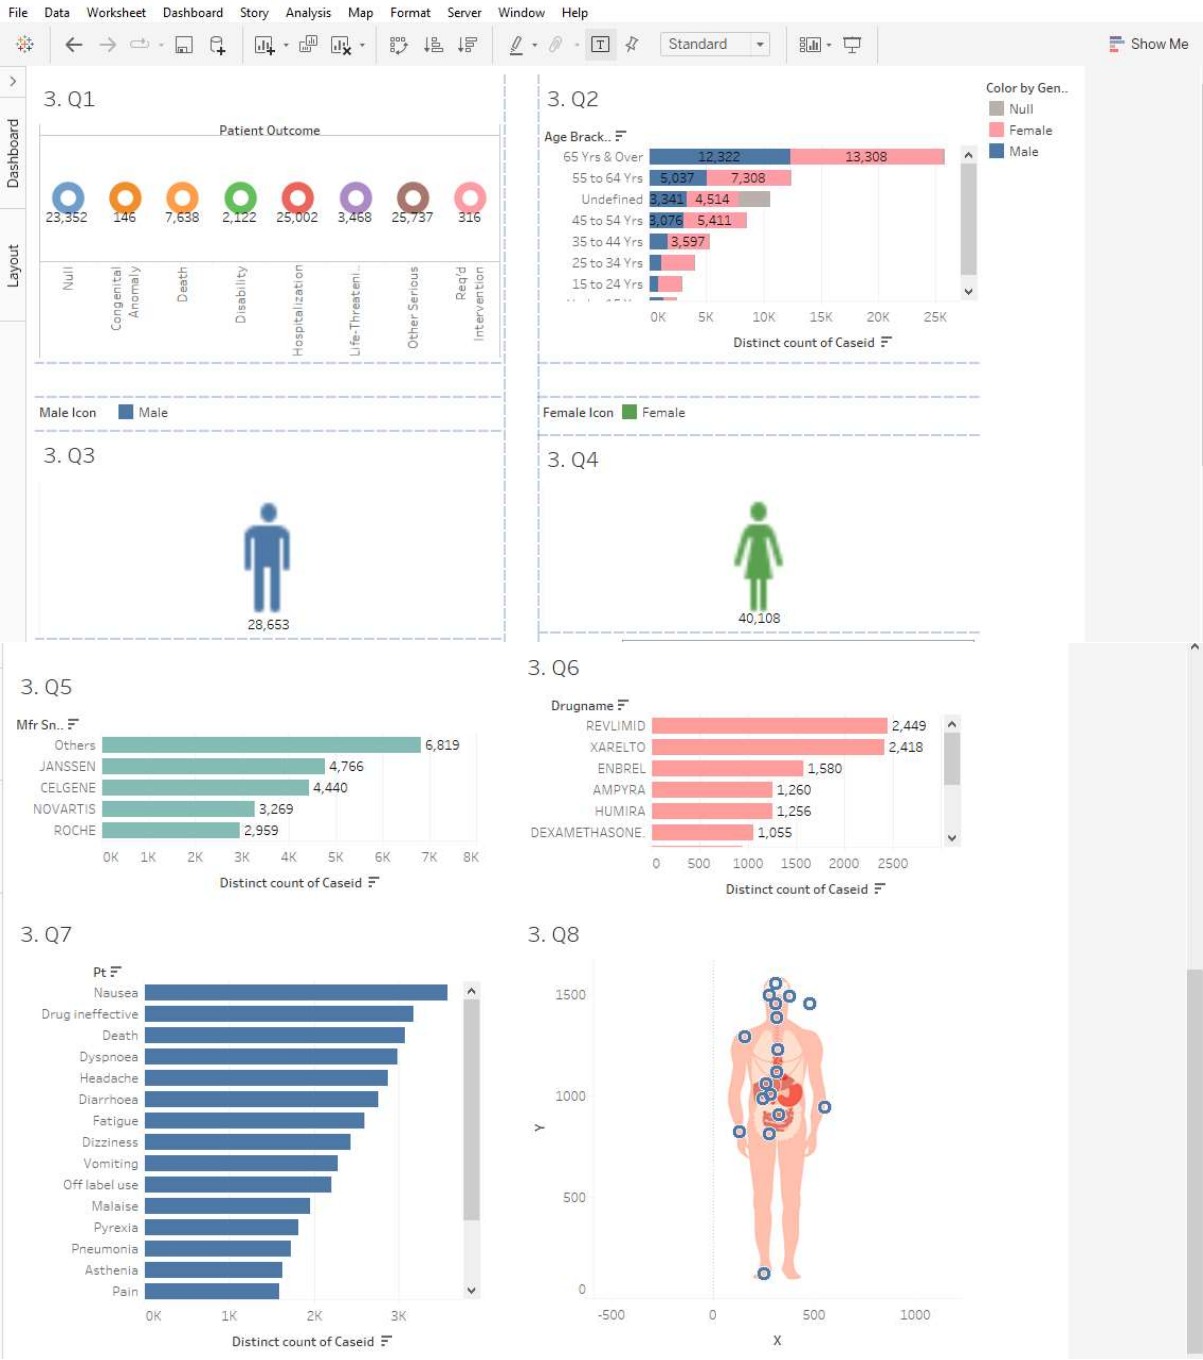 File Data Worksheet Dashboard Story Analysis Map Format Server Window Help
Standard
Show Me
Dashboard
Layout
3. Q1
Patient Outcome
23,352 146 7,638 2,122 25,002 3,468 25,737 316
Null
Congenital
Anomaly
Death
Disability
Hospitalization
Life-Threateni..
Other Serious
Req'd
Intervention
3. Q2
Age Brack..
65 Yrs & Over 12,322 13,308
55 to 64 Yrs 5,037 7,308
Undefined 3,341 4,514
45 to 54 Yrs 3,076 5,411
35 to 44 Yrs 3,597
25 to 34 Yrs
15 to 24 Yrs
0K 5K 10K 15K 20K 25K
Distinct count of Caseid
Color by Gen..
Null
Female
Male
Male Icon Male
Female Icon Female
3. Q3
28,653
3. Q4
40,108
3. Q5
Mfr Sn..
Others 6,819
JANSSEN 4,766
CELGENE 4,440
NOVARTIS 3,269
ROCHE 2,959
0K 1K 2K 3K 4K 5K 6K 7K 8K
Distinct count of Caseid
3. Q6
Drugname
REVLIMID 2,449
XARELTO 2,418
ENBREL 1,580
AMPYRA 1,260
HUMIRA 1,256
DEXAMETHASONE. 1,055
0 500 1000 1500 2000 2500
Distinct count of Caseid
3. Q7
Pt
Nausea
Drug ineffective
Death
Dyspnoea
Headache
Diarrhoea
Fatigue
Dizziness
Vomiting
Off label use
Malaise
Pyrexia
Pneumonia
Asthenia
Pain
0K 1K 2K 3K
Distinct count of Caseid
3. Q8
1500
1000
Y
500
0
-500 0 500 1000
X